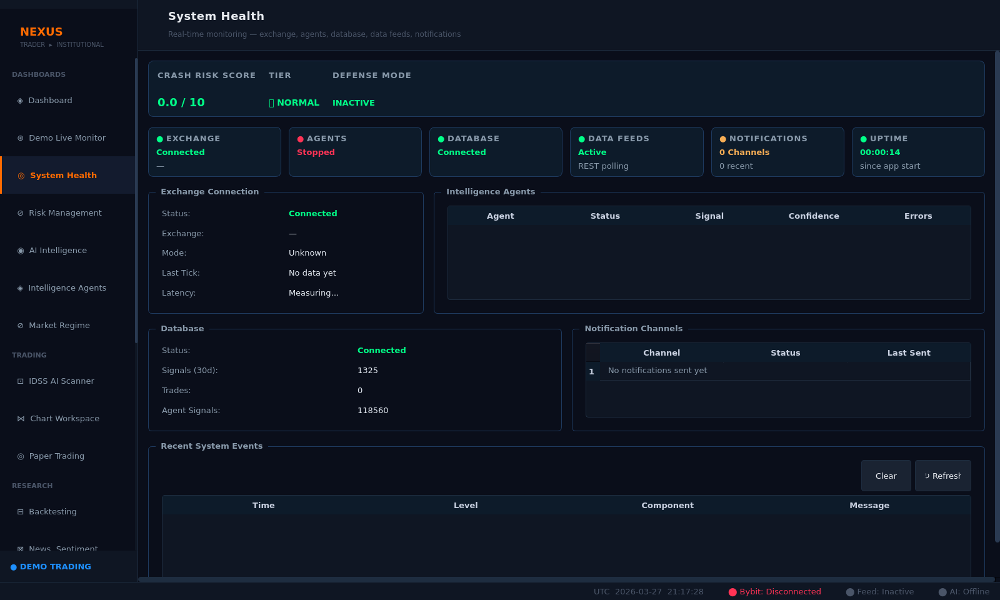 NEXUS
TRADER ▸ INSTITUTIONAL
DASHBOARDS
◈ Dashboard
⊛ Demo Live Monitor
◎ System Health
⊘ Risk Management
◉ AI Intelligence
◈ Intelligence Agents
⊘ Market Regime
TRADING
⊡ IDSS AI Scanner
⋈ Chart Workspace
◎ Paper Trading
RESEARCH
⊟ Backtesting
⊠ News Sentiment
● DEMO TRADING
System Health
Real-time monitoring — exchange, agents, database, data feeds, notifications
CRASH RISK SCORE TIER DEFENSE MODE
0.0 / 10 NORMAL INACTIVE
● EXCHANGE
Connected
—
● AGENTS
Stopped
● DATABASE
Connected
● DATA FEEDS
Active
REST polling
● NOTIFICATIONS
0 Channels
0 recent
● UPTIME
00:00:14
since app start
Exchange Connection
Status: Connected
Exchange: —
Mode: Unknown
Last Tick: No data yet
Latency: Measuring…
Intelligence Agents
Agent Status Signal Confidence Errors
Database
Status: Connected
Signals (30d): 1325
Trades: 0
Agent Signals: 118560
Notification Channels
Channel Status Last Sent
1 No notifications sent yet
Recent System Events
Clear ↻ Refresh
Time Level Component Message
UTC 2026-03-27 21:17:28 ● Bybit: Disconnected ● Feed: Inactive ● AI: Offline